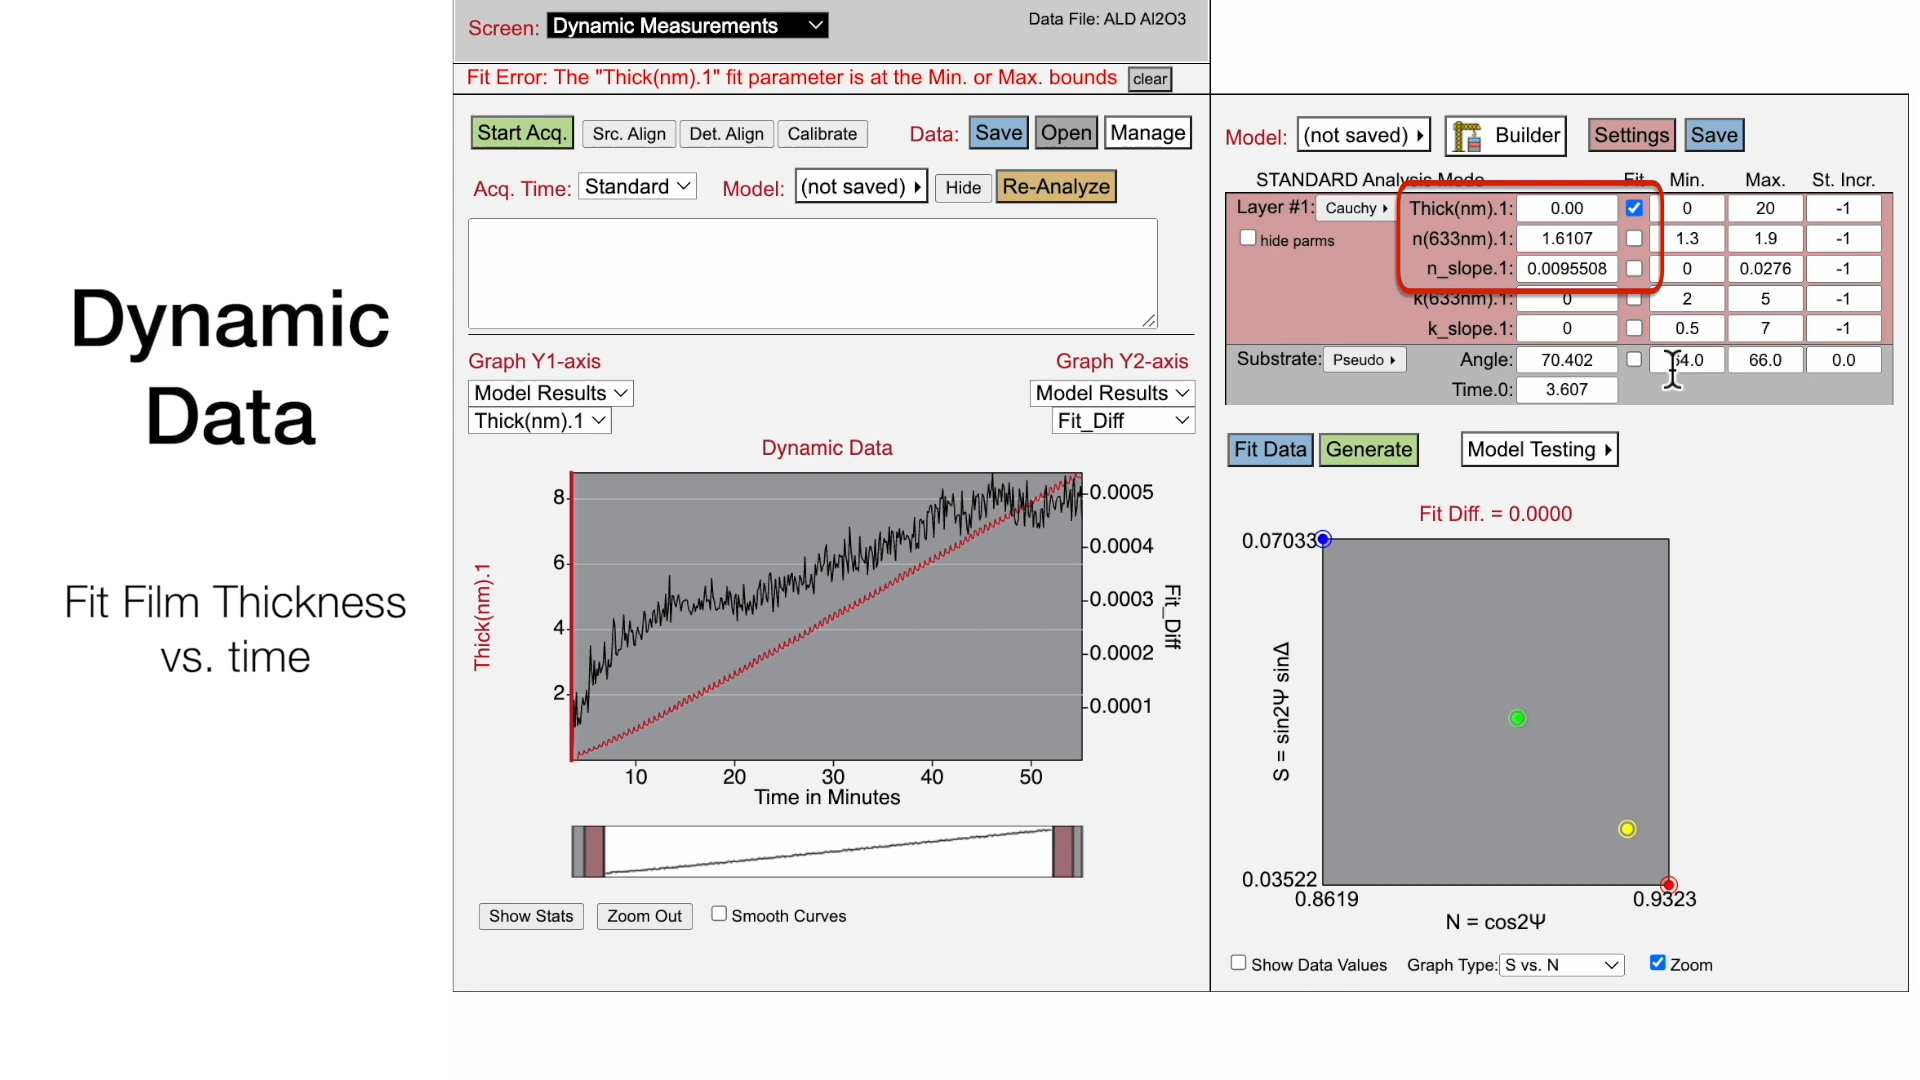 Dynamic
Data
Fit Film Thickness
vs. time
Screen: Dynamic Measurements
Data File: ALD Al2O3
Fit Error: The "Thick(nm).1" fit parameter is at the Min. or Max. bounds clear
Start Acq. Src. Align Det. Align Calibrate Data: Save Open Manage
Acq. Time: Standard Model: (not saved) Hide Re-Analyze
Graph Y1-axis Graph Y2-axis
Model Results Model Results
Thick(nm).1 Fit_Diff
Dynamic Data
8
6
4
2
Thick(nm).1
0.0005
0.0004
0.0003
0.0002
0.0001
Fit_Diff
10 20 30 40 50
Time in Minutes
Show Stats Zoom Out Smooth Curves
Model: (not saved) Builder Settings Save
STANDARD Analysis Mode Fit Min. Max. St. Incr.
Layer #1: Cauchy Thick(nm).1: 0.00 0 20 -1
hide parms n(633nm).1: 1.6107 1.3 1.9 -1
n_slope.1: 0.0095508 0 0.0276 -1
k(633nm).1: 0 2 5 -1
k_slope.1: 0 0.5 7 -1
Substrate: Pseudo Angle: 70.402 4.0 66.0 0.0
Time.0: 3.607
Fit Data Generate Model Testing
Fit Diff. = 0.0000
0.07033
S = sin2Ψ sinΔ
0.03522
0.8619 0.9323
N = cos2Ψ
Show Data Values Graph Type: S vs. N Zoom